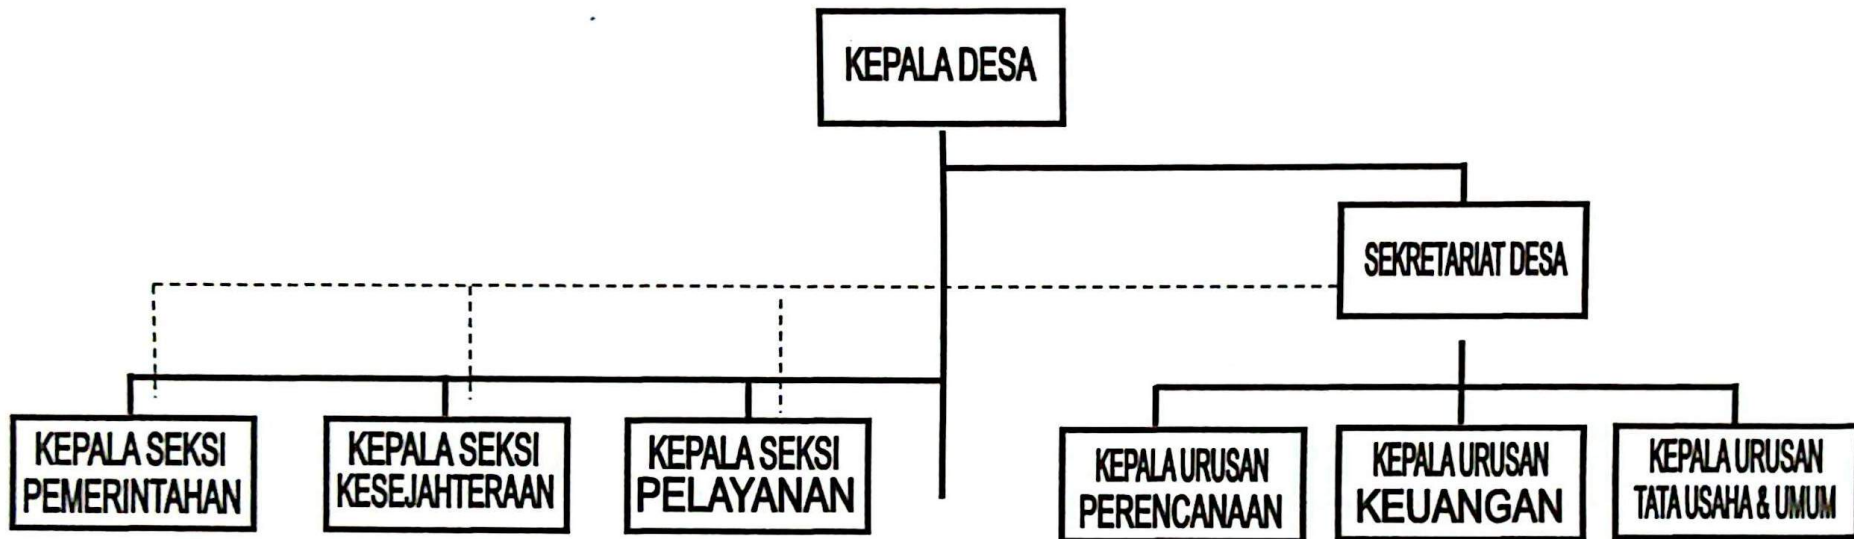 KEPALA DESA
SEKRETARIAT DESA
KEPALA SEKSI
PEMERINTAHAN
KEPALA SEKSI
KESEJAHTERAAN
KEPALA SEKSI
PELAYANAN
KEPALA URUSAN
PERENCANAAN
KEPALA URUSAN
KEUANGAN
KEPALA URUSAN
TATA USAHA & UMUM